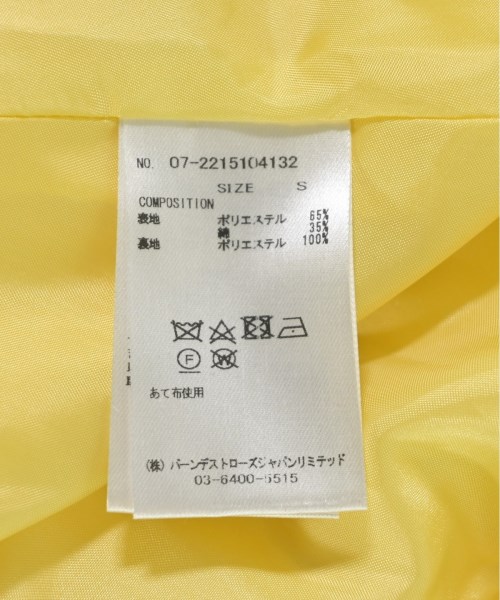 NO. 07-2215104132
SIZE S
COMPOSITION
表地 ポリエステル 65%
綿 35%
裏地 ポリエステル 100%
F W
あて布使用
(株) バーンデストローズジャパンリミテッド
03-6400-5515